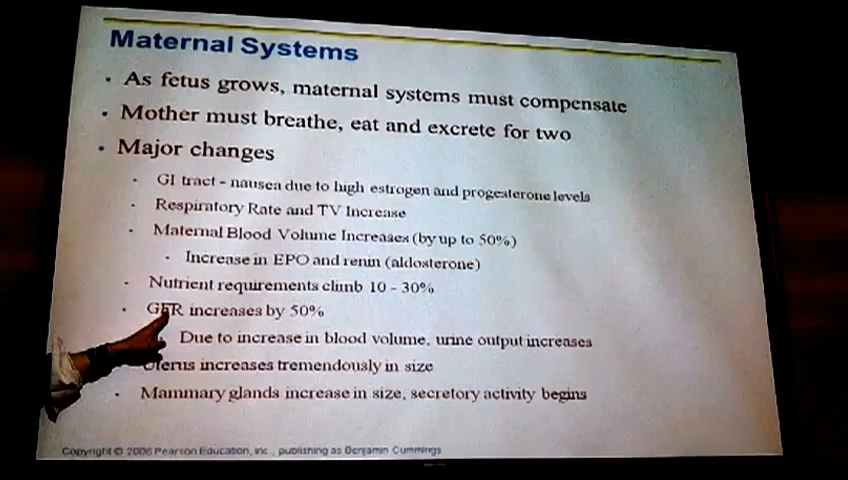 Maternal Systems
• As fetus grows, maternal systems must compensate
• Mother must breathe, eat and excrete for two
• Major changes
• GI tract – nausea due to high estrogen and progesterone levels
• Respiratory Rate and TV Increase
• Maternal Blood Volume Increases (by up to 50%)
• Increase in EPO and renin (aldosterone)
• Nutrient requirements climb 10 - 30%
• GFR increases by 50%
Due to increase in blood volume, urine output increases
Uterus increases tremendously in size
• Mammary glands increase in size, secretory activity begins
Copyright © 2006 Pearson Education, Inc., publishing as Benjamin Cummings